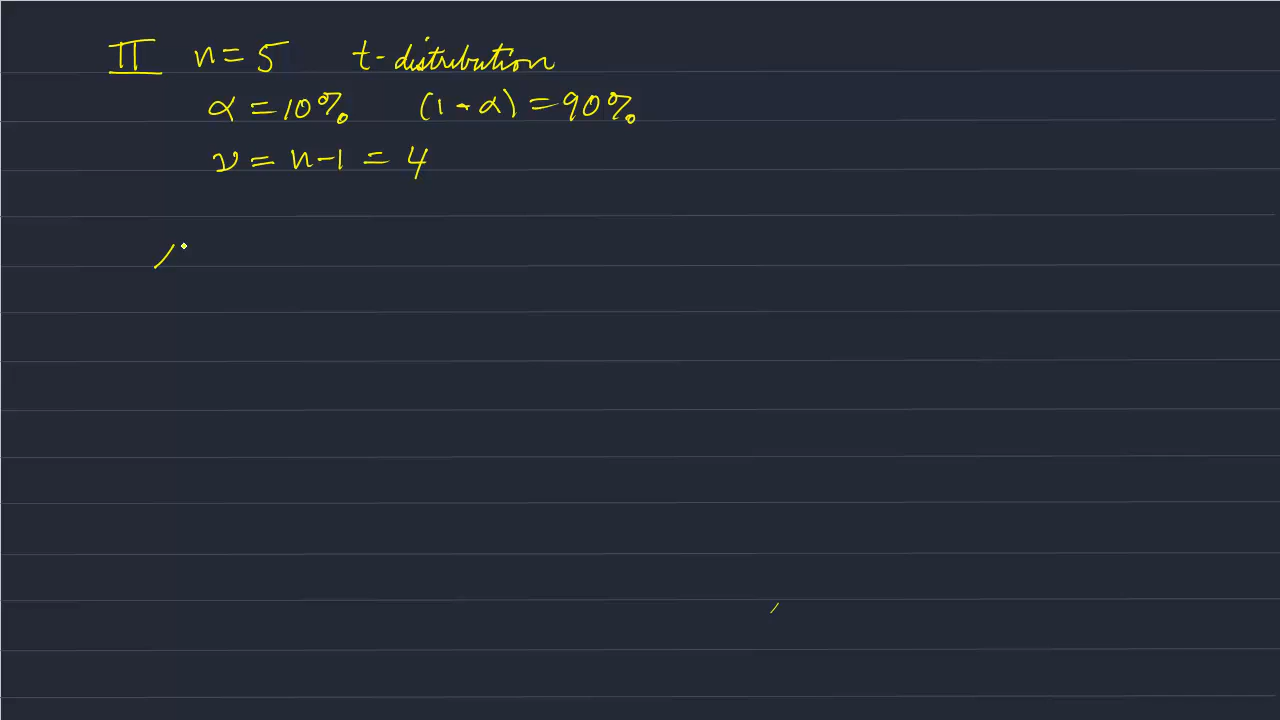 II n = 5 t-distribution
α = 10% (1 - α) = 90%
ν = n-1 = 4